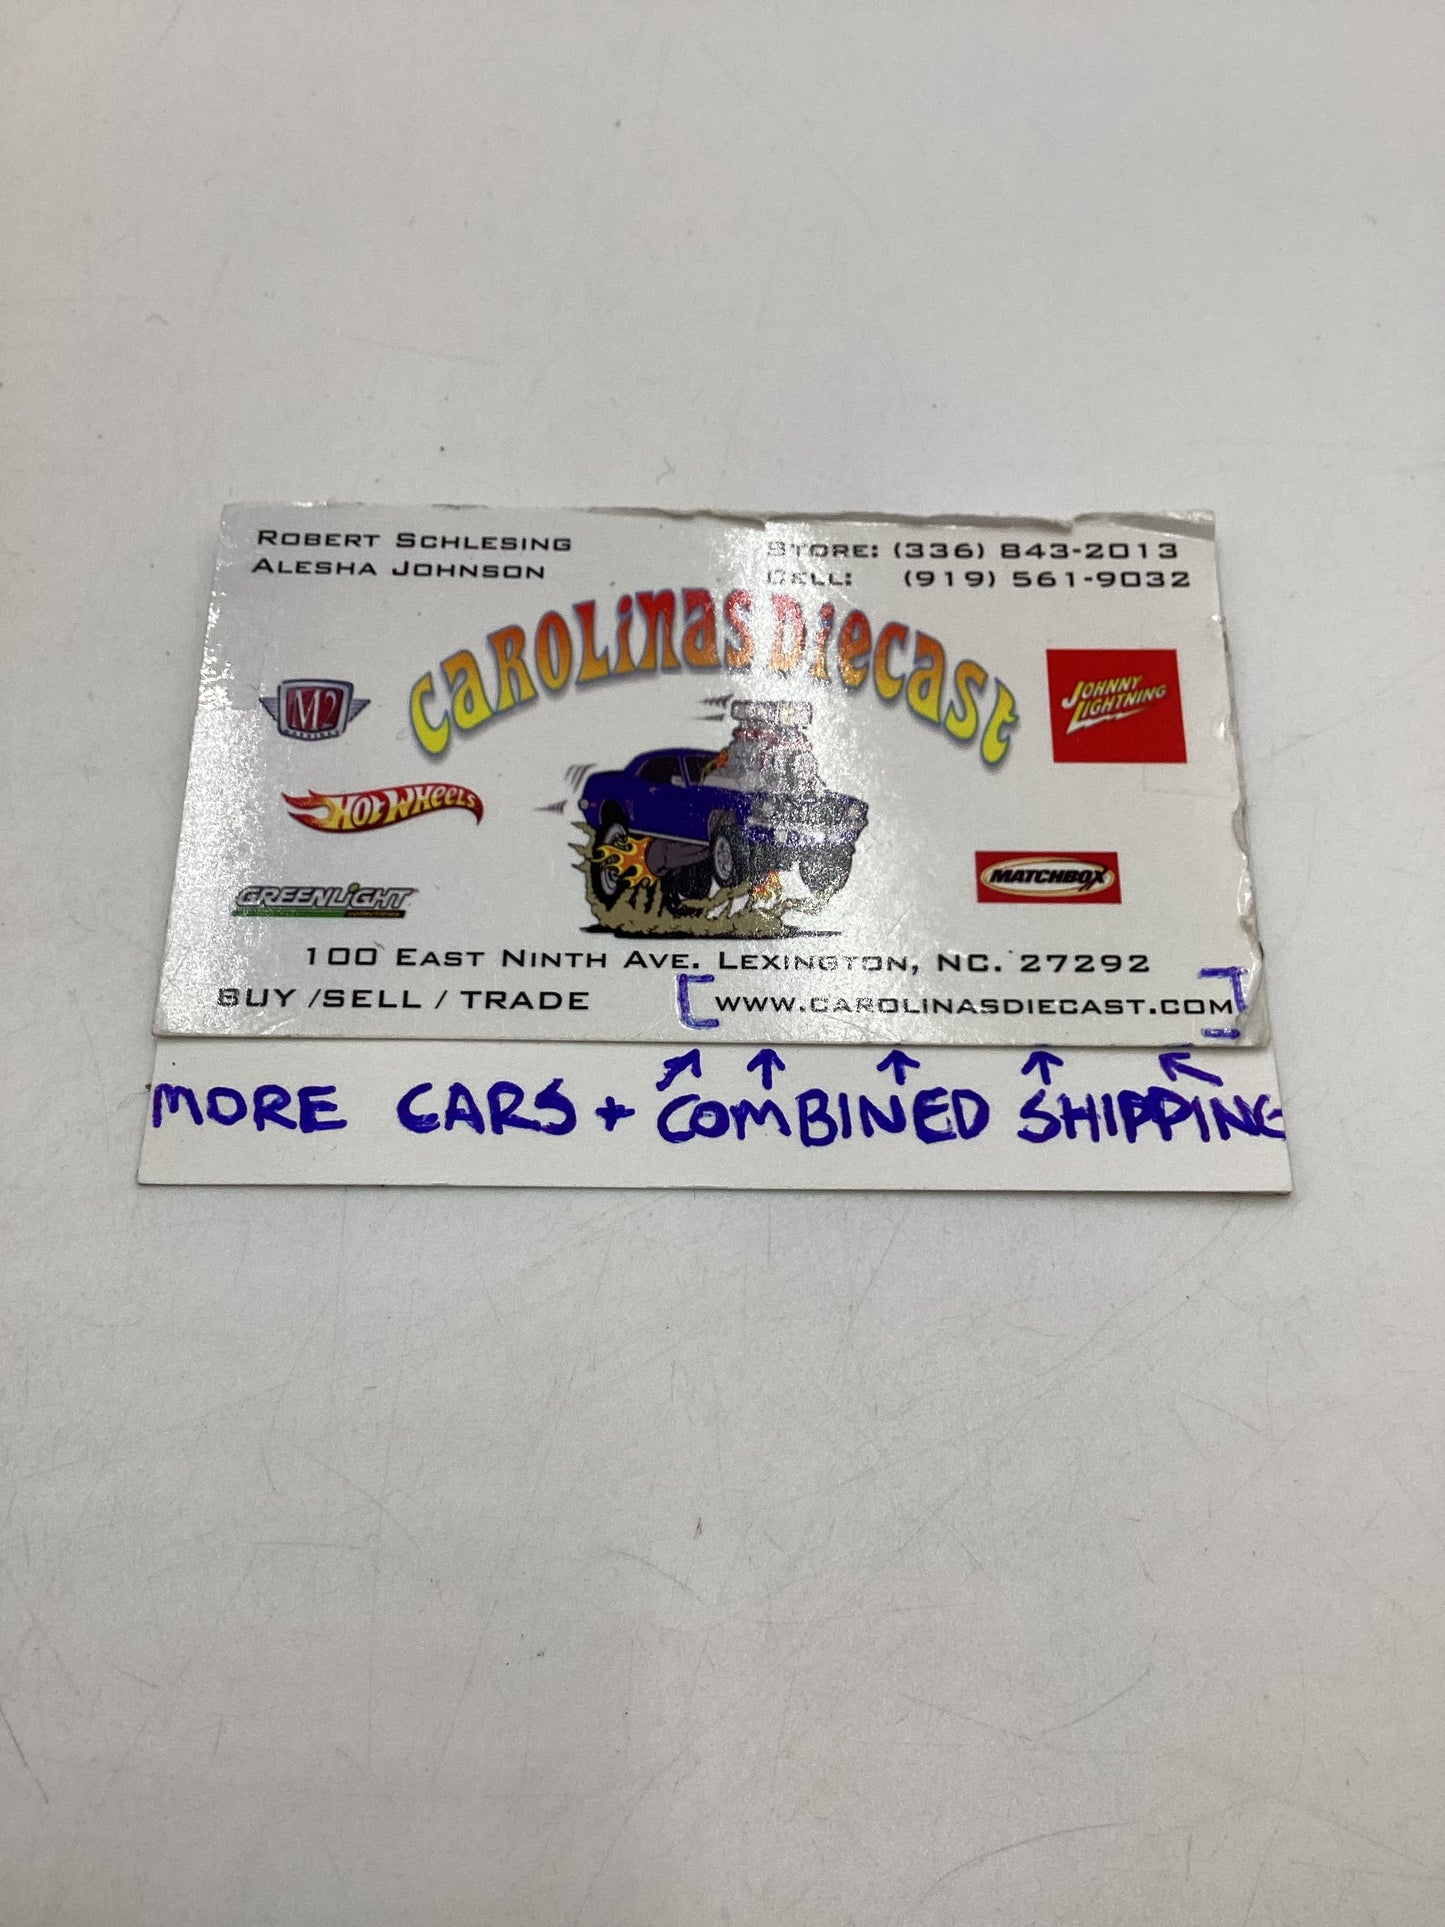 ROBERT SCHLESING
ALESHA JOHNSON
STORE: (336) 843-2013
CELL: (919) 561-9032
CAROLINAS DIECAST
M2
JOHNNY
LIGHTNING
HOT WHEELS
MATCHBOX
GREENLIGHT
100 EAST NINTH AVE. LEXINGTON, NC. 27292
BUY /SELL / TRADE
[WWW.CAROLINASDIECAST.COM]
MORE CARS + COMBINED SHIPPING